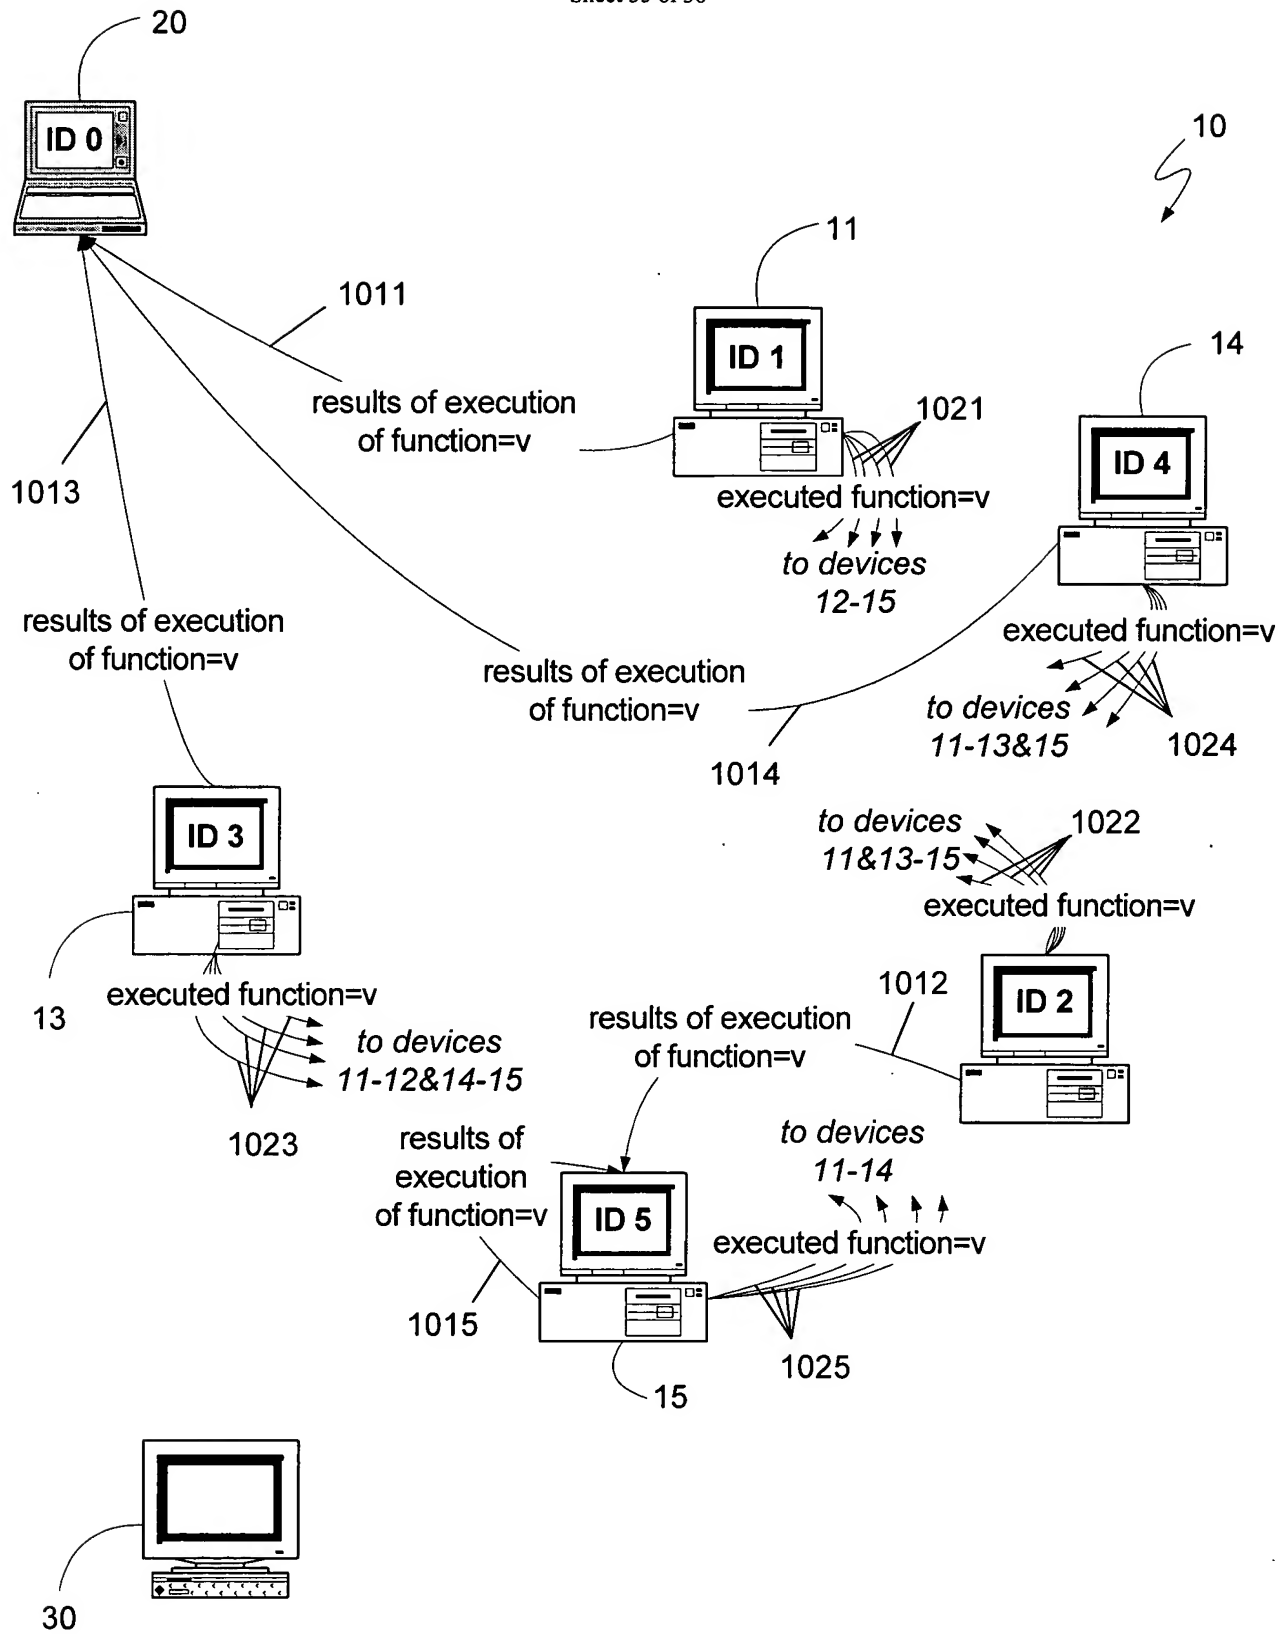 20
ID 0
10
11
1011
ID 1
14
results of execution
of function=v
1021
1013
ID 4
executed function=v
to devices
12-15
results of execution
of function=v
executed function=v
results of execution
of function=v
to devices
11-13&15
1024
1014
ID 3
to devices
11&13-15
1022
executed function=v
13
executed function=v
1012
ID 2
results of execution
of function=v
to devices
11-12&14-15
1023
results of
execution
of function=v
to devices
11-14
ID 5
executed function=v
1015
1025
15
30